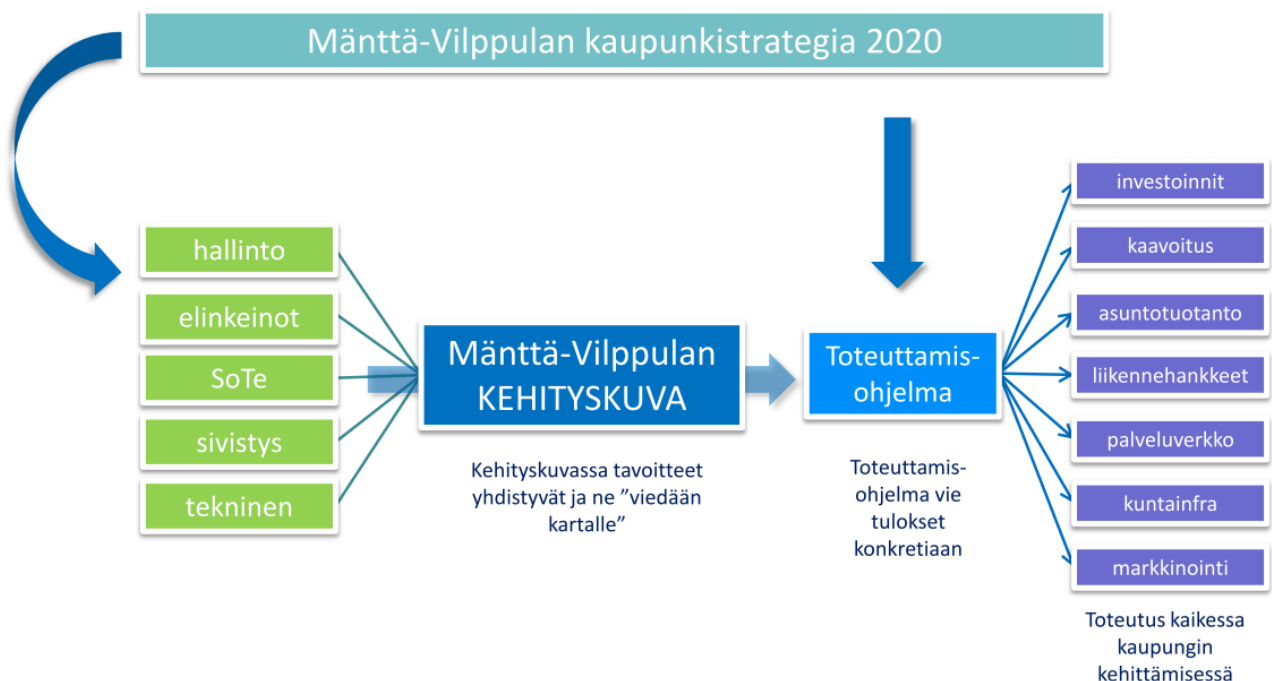 Mänttä-Vilppulan kaupunkistrategia 2020
hallinto
elinkeinot
SoTe
sivistys
tekninen
Mänttä-Vilppulan
KEHITYSKUVA
Kehityskuvassa tavoitteet
yhdistyvät ja ne ”viedään
kartalle”
Toteuttamis-
ohjelma
Toteuttamis-
ohjelma vie
tulokset
konkretiaan
investoinnit
kaavoitus
asuntotuotanto
liikennehankkeet
palveluverkko
kuntainfra
markkinointi
Toteutus kaikessa
kaupungin
kehittämisessä